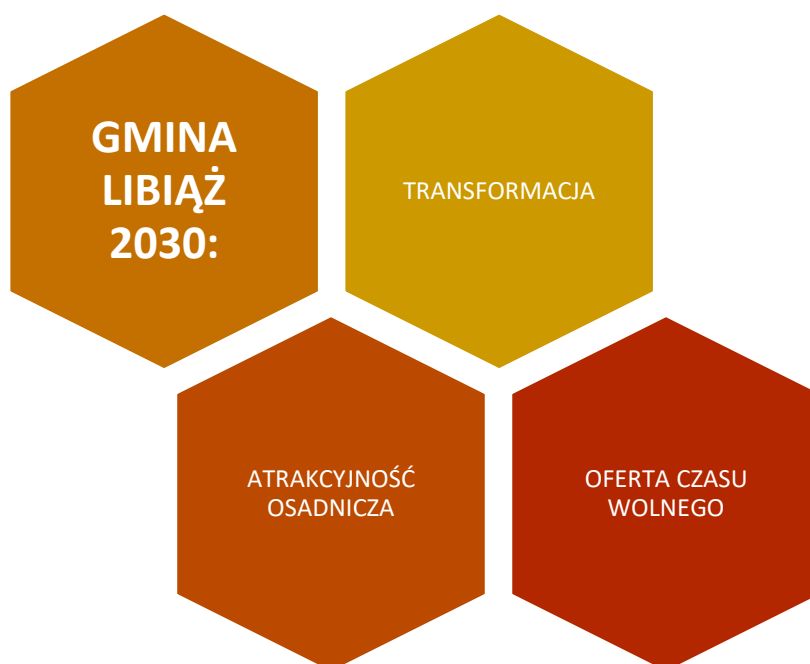 GMINA
LIBIĄŻ
2030:
TRANSFORMACJA
ATRAKCYJNOŚĆ
OSADNICZA
OFERTA CZASU
WOLNEGO